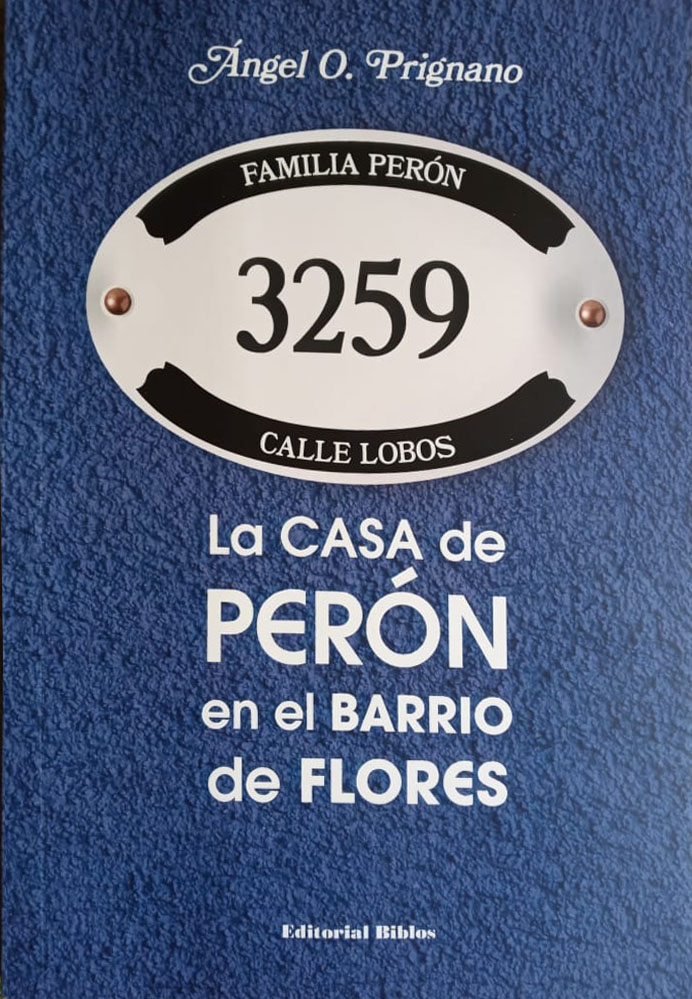 Ángel O. Prignano
FAMILIA PERÓN
3259
CALLE LOBOS
La CASA de
PERÓN
en el BARRIO
de FLORES
Editorial Biblos